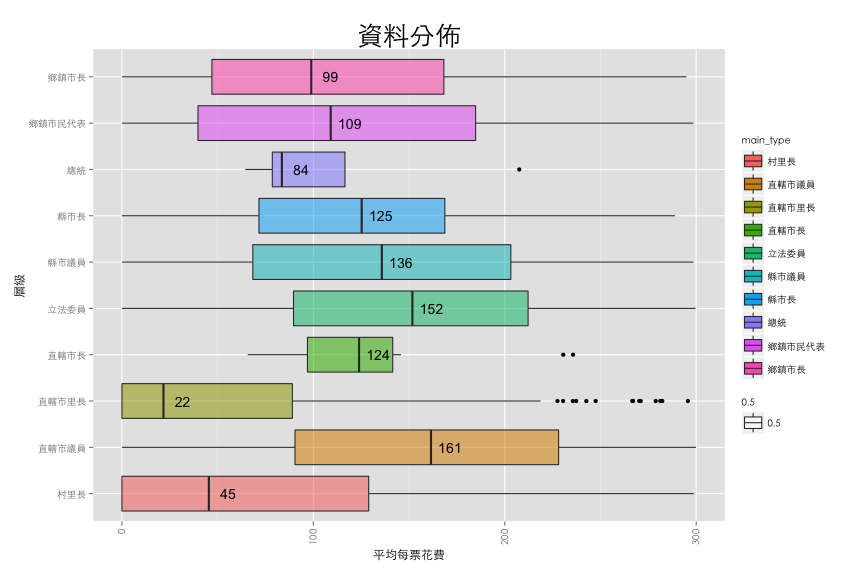 資料分佈
層級
鄉鎮市長
99
鄉鎮市民代表
109
總統
84
縣市長
125
縣市議員
136
立法委員
152
直轄市長
124
直轄市里長
22
直轄市議員
161
村里長
45
0
100
200
300
平均每票花費
main_type
村里長
直轄市議員
直轄市里長
直轄市長
立法委員
縣市議員
縣市長
總統
鄉鎮市民代表
鄉鎮市長
0.5
0.5